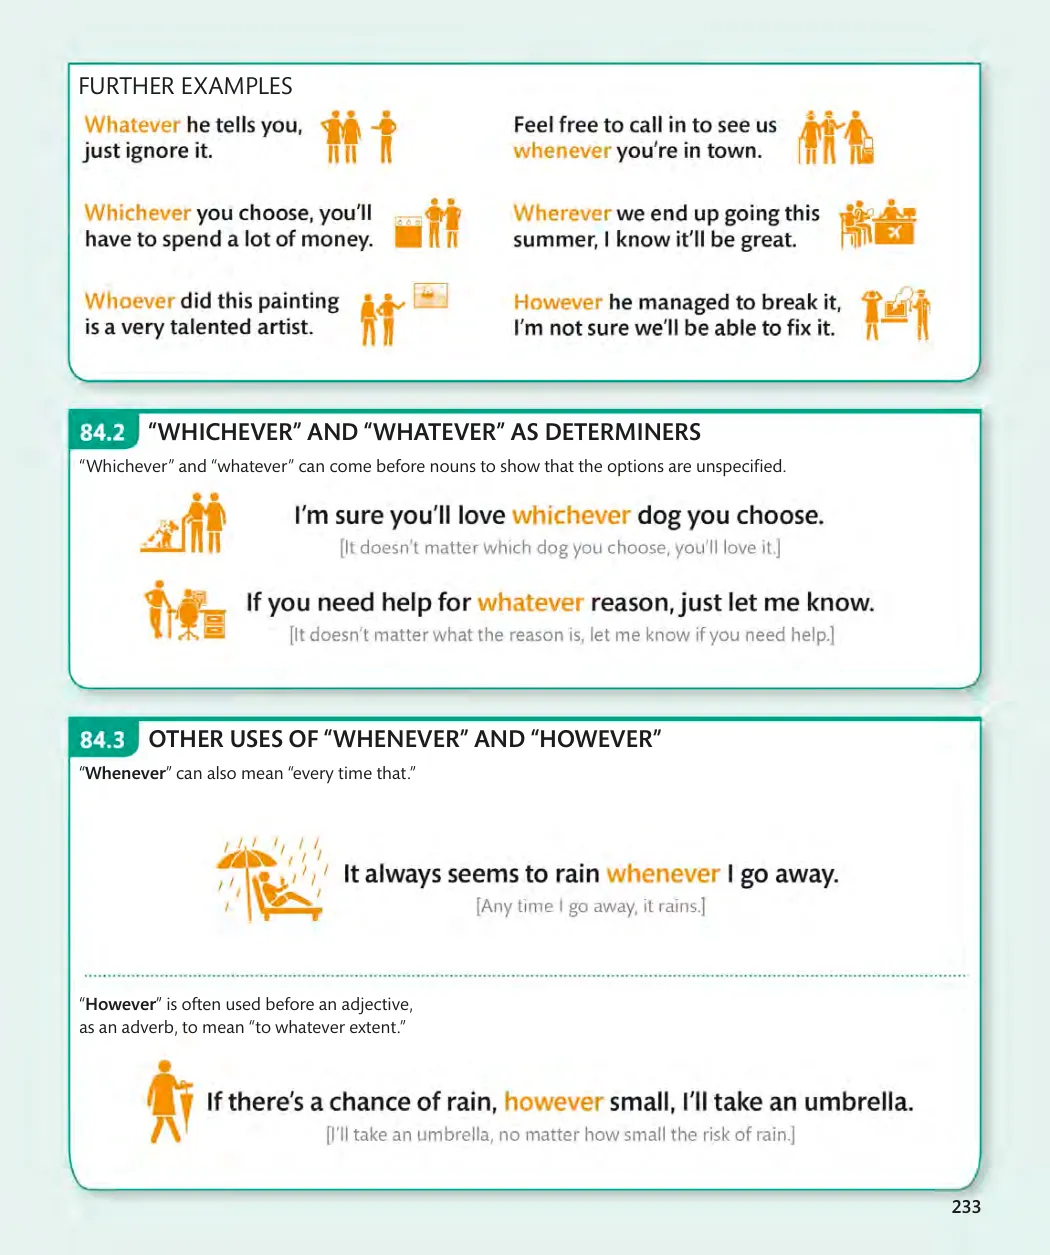 FURTHER EXAMPLES
Whatever he tells you,
just ignore it.
Feel free to call in to see us
whenever you're in town.
Whichever you choose, you'll
have to spend a lot of money.
Wherever we end up going this
summer, I know it'll be great.
Whoever did this painting
is a very talented artist.
However he managed to break it,
I'm not sure we'll be able to fix it.
84.2 “WHICHEVER” AND “WHATEVER” AS DETERMINERS
“Whichever” and “whatever” can come before nouns to show that the options are unspecified.
I'm sure you'll love whichever dog you choose.
[It doesn't matter which dog you choose, you'll love it.]
If you need help for whatever reason, just let me know.
[It doesn't matter what the reason is, let me know if you need help.]
84.3 OTHER USES OF “WHENEVER” AND “HOWEVER”
“Whenever” can also mean “every time that.”
It always seems to rain whenever I go away.
[Any time I go away, it rains.]
“However” is often used before an adjective,
as an adverb, to mean “to whatever extent.”
If there's a chance of rain, however small, I'll take an umbrella.
[I'll take an umbrella, no matter how small the risk of rain.]
233